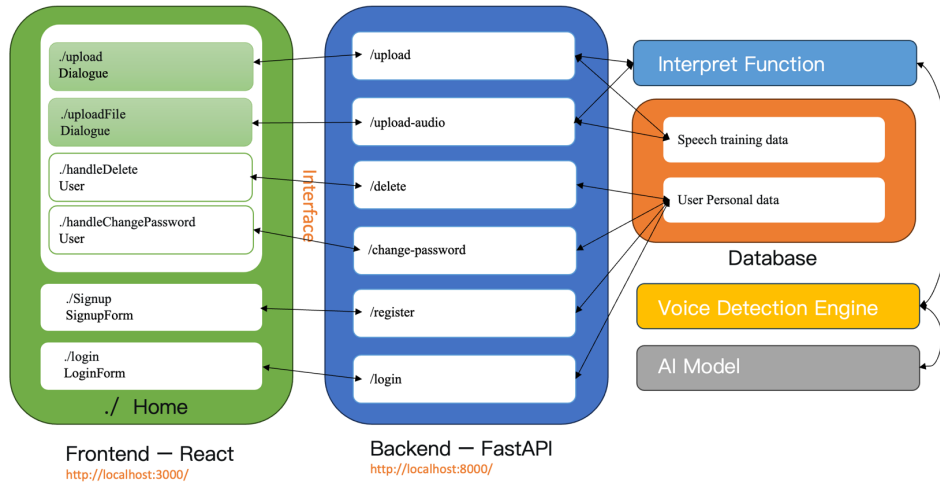 ./upload
Dialogue
./uploadFile
Dialogue
./handleDelete
User
./handleChangePassword
User
./Signup
SignupForm
./login
LoginForm
./ Home
Frontend — React
http://localhost:3000/
Interface
/upload
/upload-audio
/delete
/change-password
/register
/login
Backend — FastAPI
http://localhost:8000/
Interpret Function
Speech training data
User Personal data
Database
Voice Detection Engine
AI Model